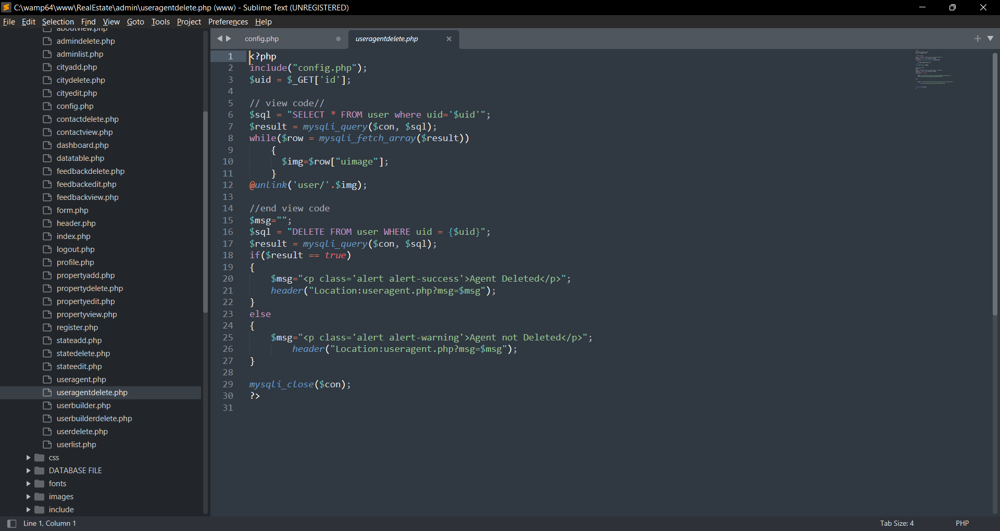 C:\wamp64\www\RealEstate\admin\useragentdelete.php (www) - Sublime Text (UNREGISTERED)
File Edit Selection Find View Goto Tools Project Preferences Help
aboutview.php
admindelete.php
adminlist.php
cityadd.php
citydelete.php
cityedit.php
config.php
contactdelete.php
contactview.php
dashboard.php
datatable.php
feedbackdelete.php
feedbackedit.php
feedbackview.php
form.php
header.php
index.php
logout.php
profile.php
propertyadd.php
propertydelete.php
propertyedit.php
propertyview.php
register.php
stateadd.php
statedelete.php
stateedit.php
useragent.php
useragentdelete.php
userbuilder.php
userbuilderdelete.php
userdelete.php
userlist.php
css
DATABASE FILE
fonts
images
include
config.php useragentdelete.php
1 <?php
2 include("config.php");
3 $uid = $_GET['id'];
4
5 // view code//
6 $sql = "SELECT * FROM user where uid='$uid'";
7 $result = mysqli_query($con, $sql);
8 while($row = mysqli_fetch_array($result))
9 {
10 $img=$row["uimage"];
11 }
12 @unlink('user/'.$img);
13
14 //end view code
15 $msg="";
16 $sql = "DELETE FROM user WHERE uid = {$uid}";
17 $result = mysqli_query($con, $sql);
18 if($result == true)
19 {
20 $msg="<p class='alert alert-success'>Agent Deleted</p>";
21 header("Location:useragent.php?msg=$msg");
22 }
23 else
24 {
25 $msg="<p class='alert alert-warning'>Agent not Deleted</p>";
26 header("Location:useragent.php?msg=$msg");
27 }
28
29 mysqli_close($con);
30 ?>
31
Line 1, Column 1 Tab Size: 4 PHP